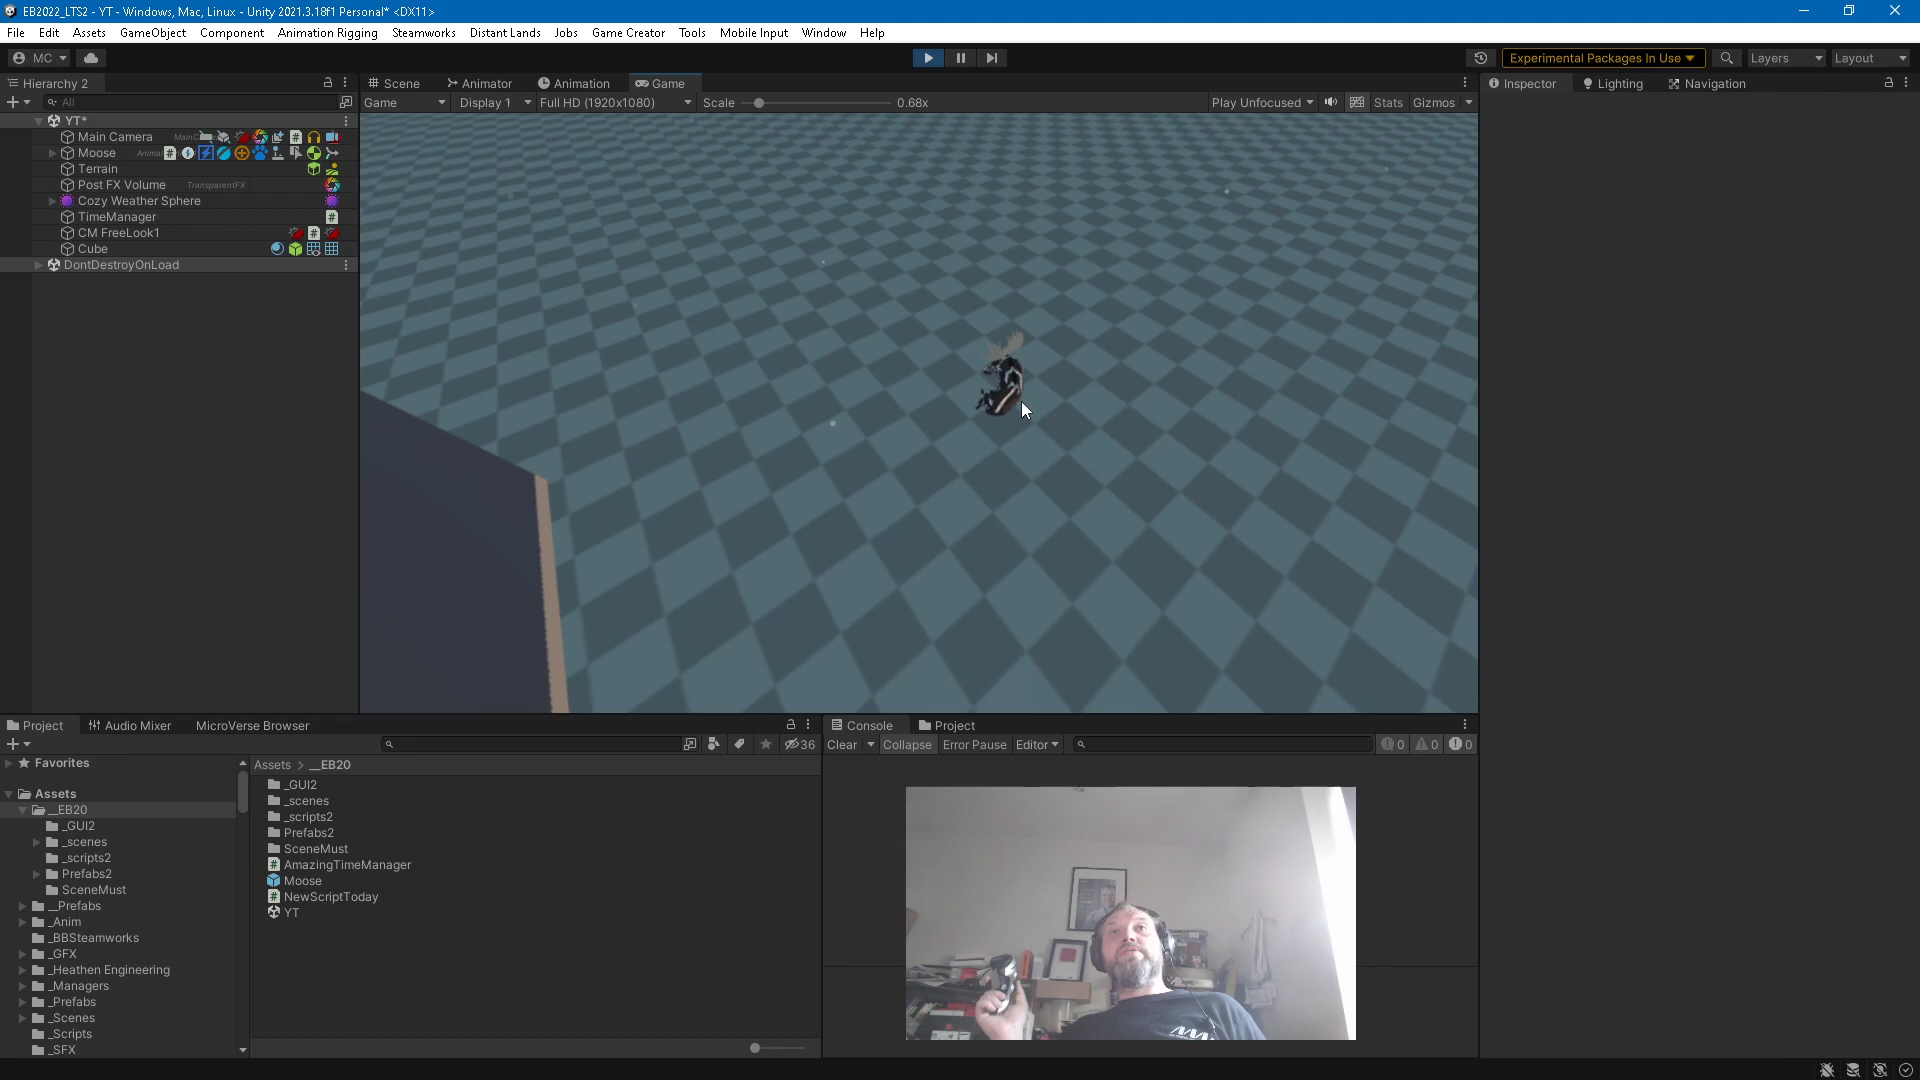 EB2022_LTS2 - YT - Windows, Mac, Linux - Unity 2021.3.18f1 Personal* <DX11>
File Edit Assets GameObject Component Animation Rigging Steamworks Distant Lands Jobs Game Creator Tools Mobile Input Window Help
MC Experimental Packages In Use Layers Layout
Hierarchy 2 Scene Animator Animation Game Inspector Lighting Navigation
All Game Display 1 Full HD (1920x1080) Scale 0.68x Play Unfocused Stats Gizmos
YT*
Main Camera
Moose
Terrain
Post FX Volume TransparentFX
Cozy Weather Sphere
TimeManager
CM FreeLook1
Cube
DontDestroyOnLoad
Project Audio Mixer MicroVerse Browser
36
Favorites
Assets
__EB20
_GUI2
_scenes
_scripts2
Prefabs2
SceneMust
__Prefabs
_Anim
_BBSteamworks
_GFX
_Heathen Engineering
_Managers
_Prefabs
_Scenes
_Scripts
_SFX
Assets > __EB20
_GUI2
_scenes
_scripts2
Prefabs2
SceneMust
AmazingTimeManager
Moose
NewScriptToday
YT
Console Project
Clear Collapse Error Pause Editor 0 0 0